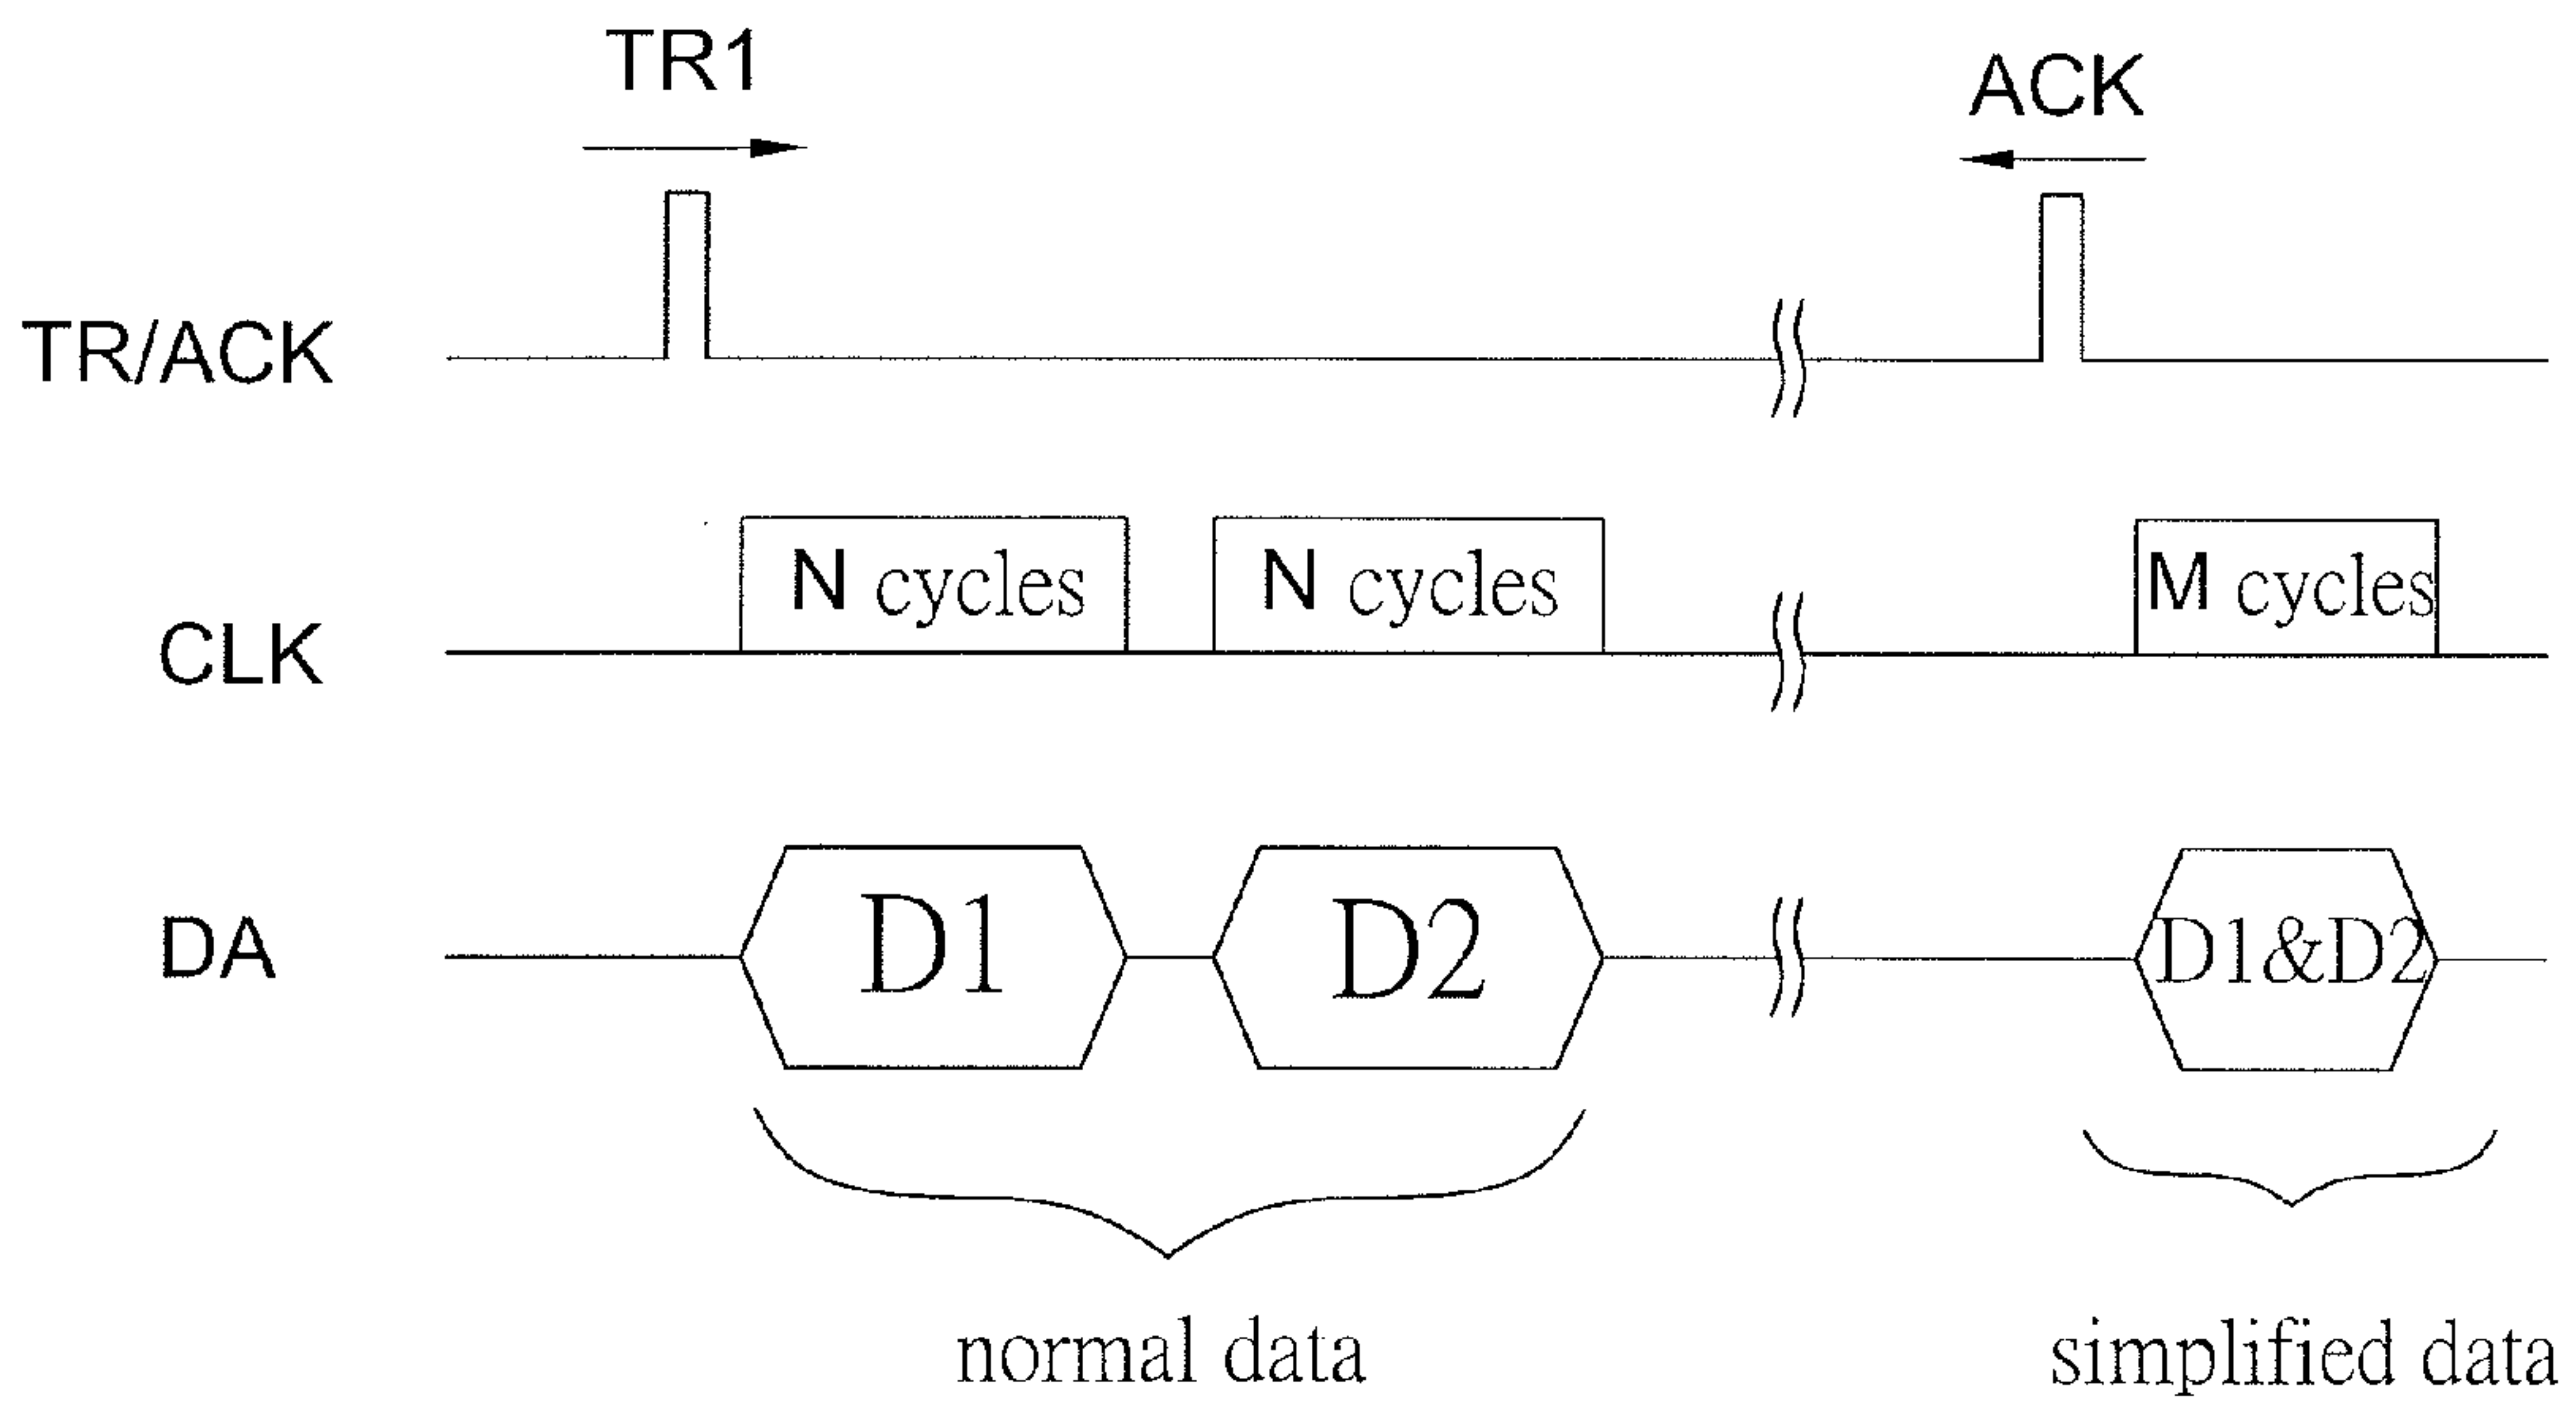 TR1
ACK
TR/ACK
CLK
N cycles
N cycles
M cycles
DA
D1
D2
D1&D2
normal data
simplified data